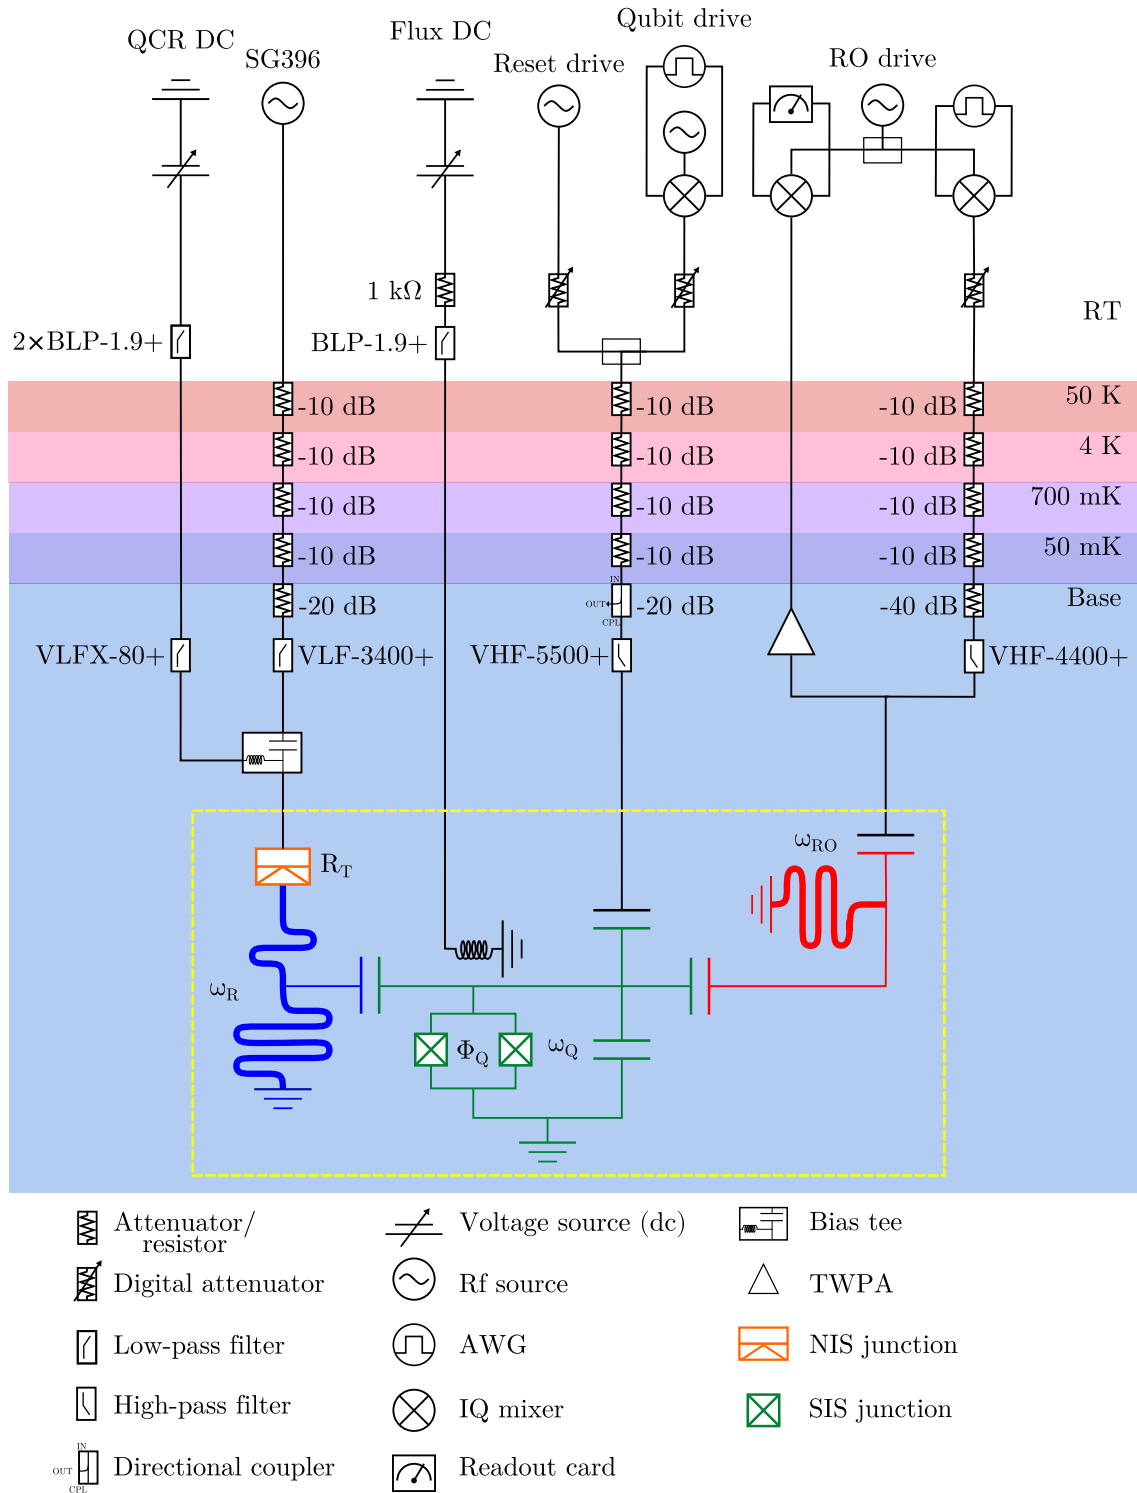 Qubit drive
QCR DC
Flux DC
SG396
Reset drive
RO drive
1 kΩ
RT
2×BLP-1.9+
BLP-1.9+
-10 dB
-10 dB
-10 dB
50 K
-10 dB
-10 dB
-10 dB
4 K
-10 dB
-10 dB
-10 dB
700 mK
-10 dB
-10 dB
-10 dB
50 mK
IN
OUT
CPL
-20 dB
-20 dB
-40 dB
Base
VLFX-80+
VLF-3400+
VHF-5500+
VHF-4400+
R_T
ω_RO
ω_R
Φ_Q
ω_Q
Attenuator/
resistor
Voltage source (dc)
Bias tee
Digital attenuator
Rf source
TWPA
Low-pass filter
AWG
NIS junction
High-pass filter
IQ mixer
SIS junction
IN
OUT
CPL
Directional coupler
Readout card